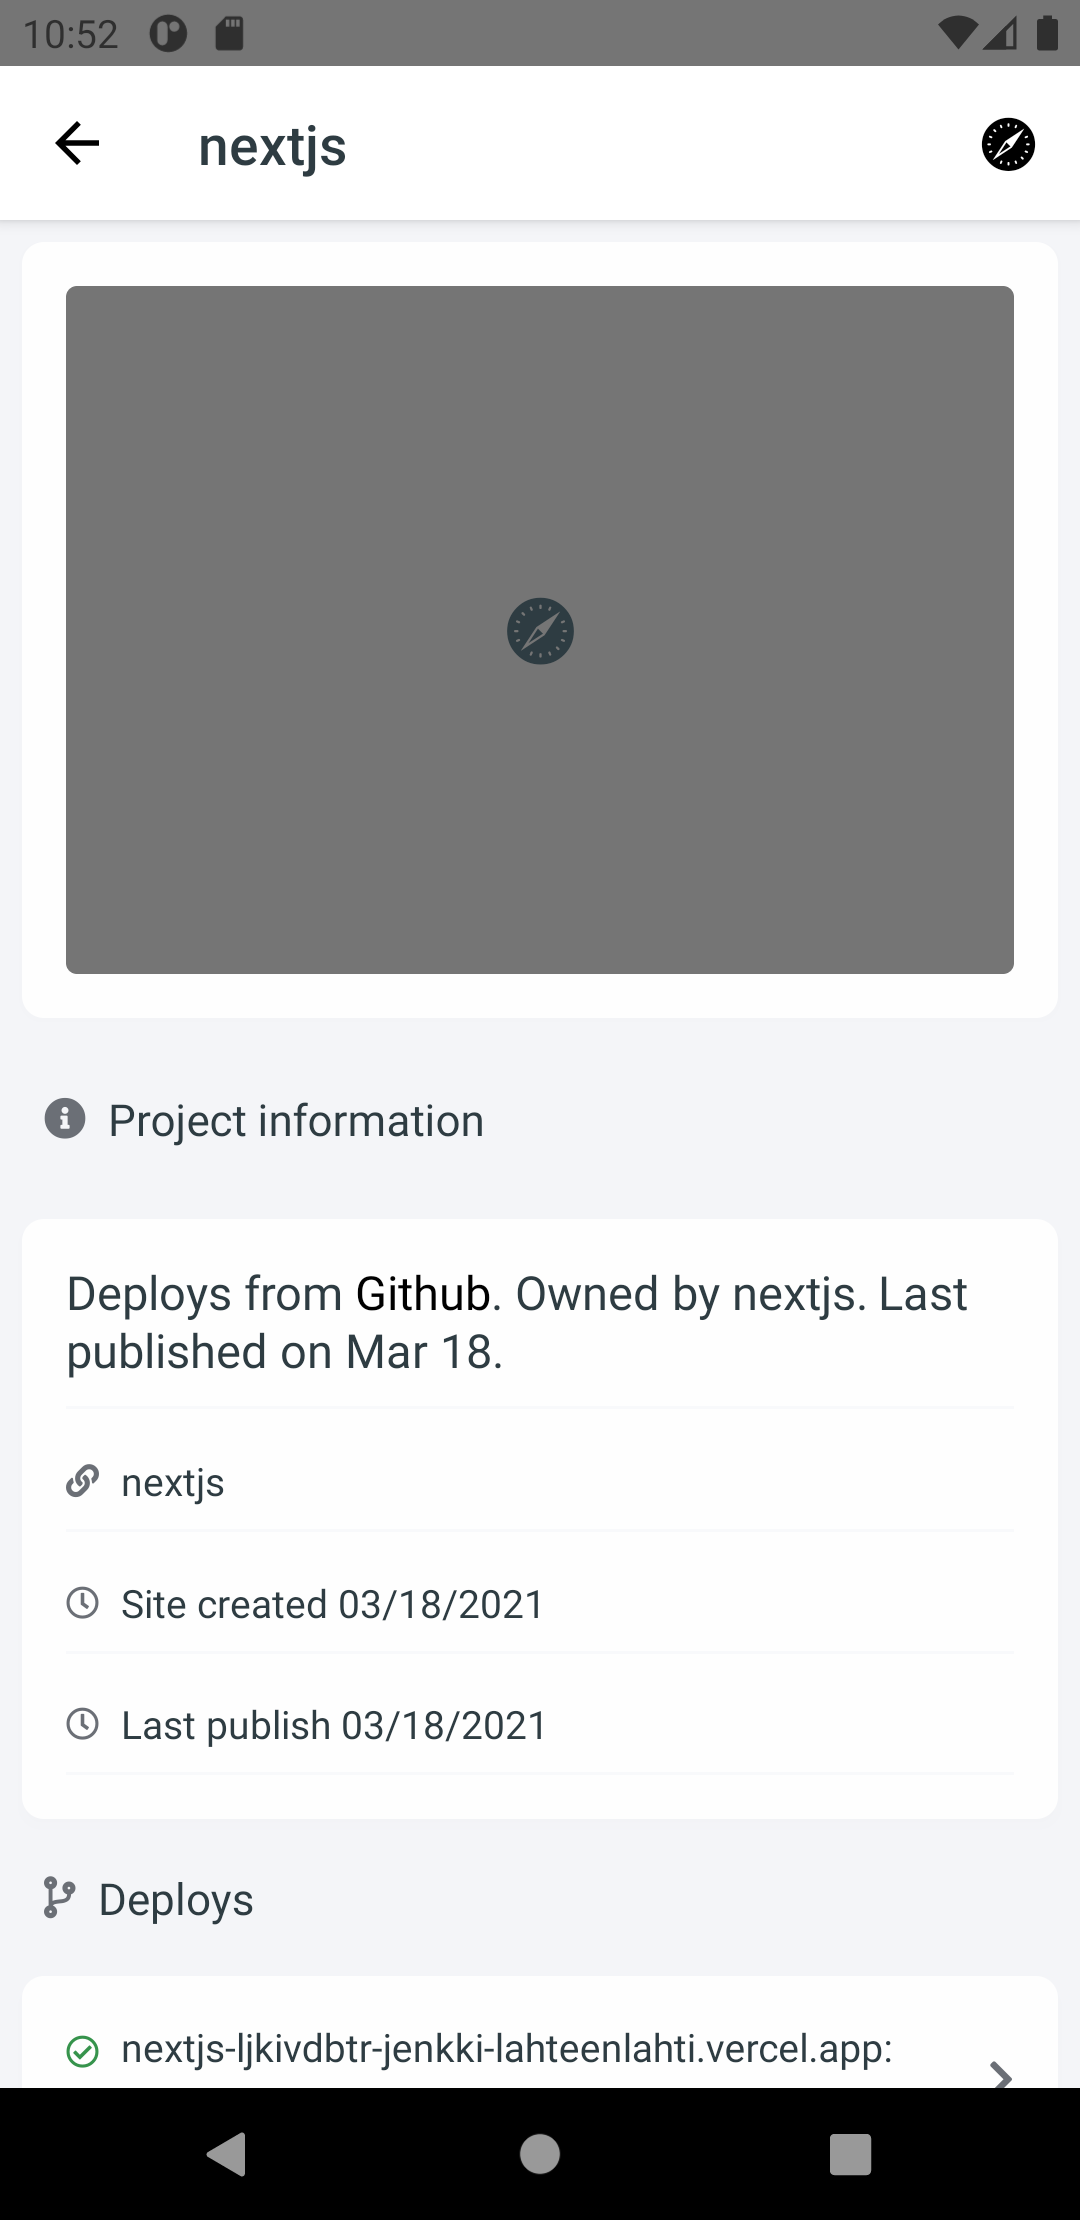 10:52
nextjs
Project information
Deploys from Github. Owned by nextjs. Last
published on Mar 18.
nextjs
Site created 03/18/2021
Last publish 03/18/2021
Deploys
nextjs-ljkivdbtr-jenkki-lahteenlahti.vercel.app: